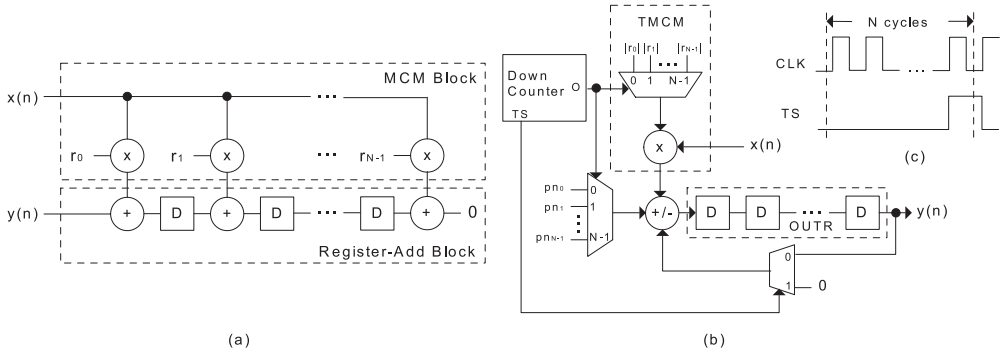 MCM Block
x(n)
r0 x r1 x ... rN-1 x
y(n) + D + D ... D + 0
Register-Add Block
(a)
TMCM
|r0| |r1| ... |rN-1|
Down Counter O
TS
0 1 N-1
x
x(n)
pn0 0
pn1 1
pnN-1 N-1
+/-
D D ... D
OUTR
y(n)
0
1 0
(b)
N cycles
CLK
...
TS
(c)